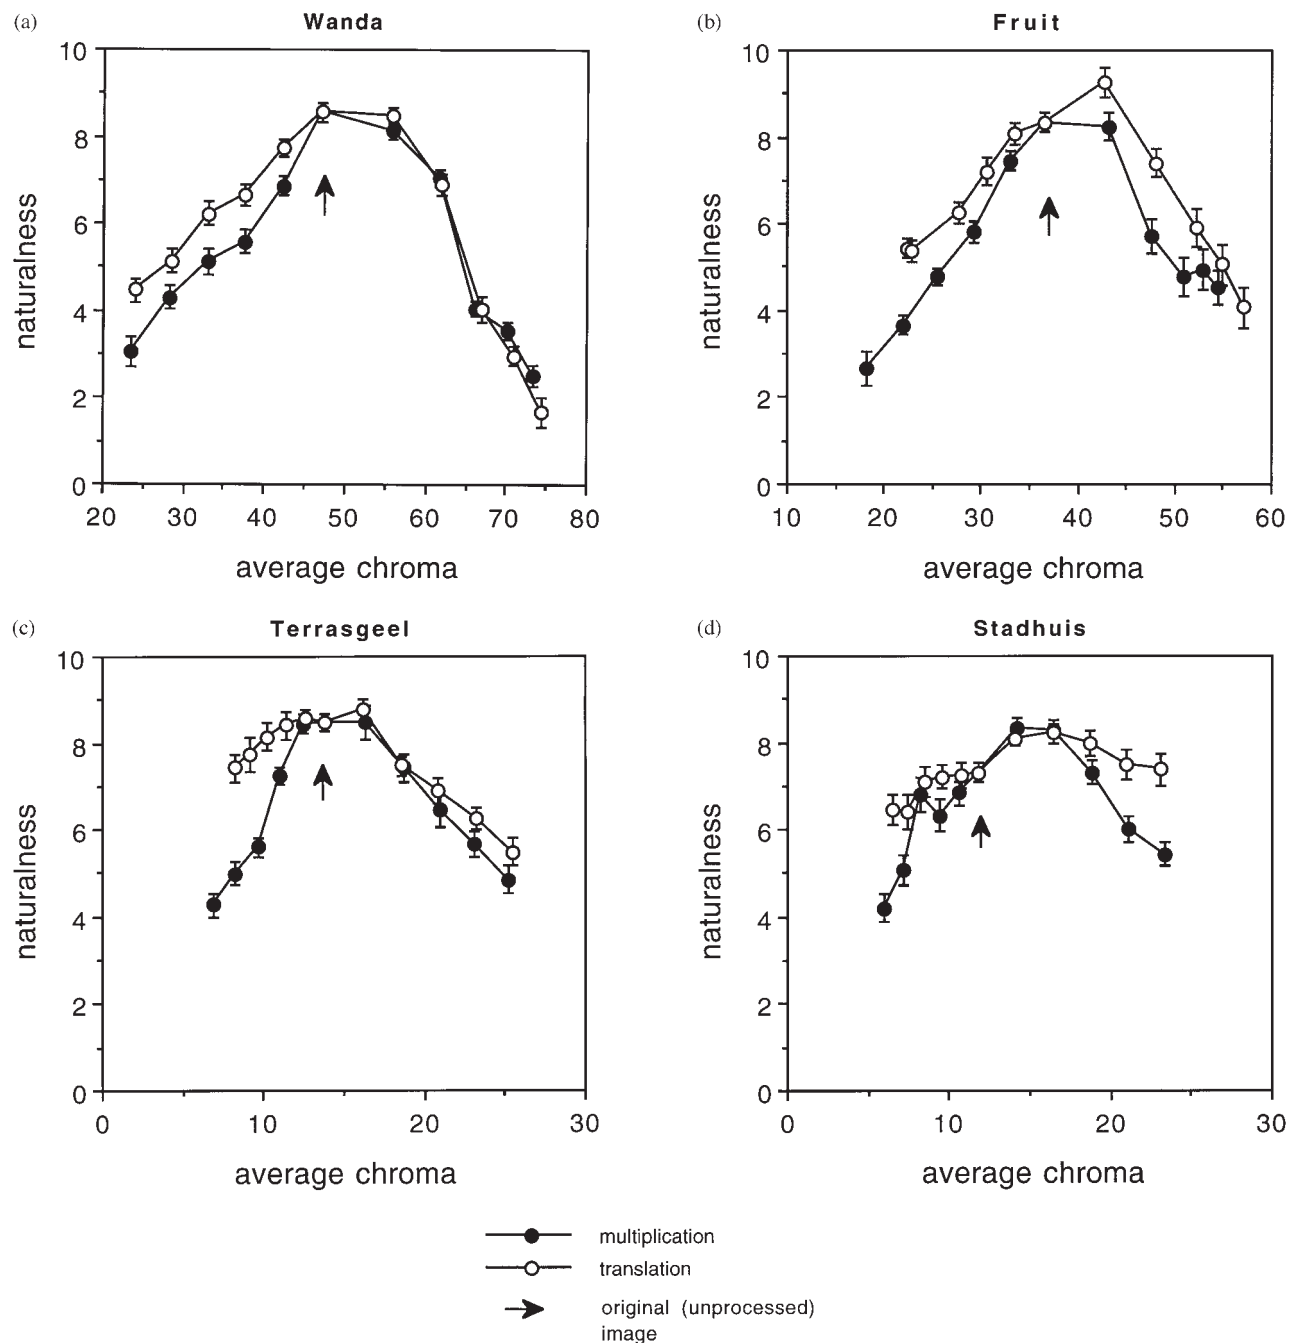 (a) Wanda
10
8
6
4
2
0
naturalness
20 30 40 50 60 70 80
average chroma
(b) Fruit
10
8
6
4
2
0
naturalness
10 20 30 40 50 60
average chroma
(c) Terrasgeel
10
8
6
4
2
0
naturalness
0 10 20 30
average chroma
(d) Stadhuis
10
8
6
4
2
0
naturalness
0 10 20 30
average chroma
multiplication
translation
original (unprocessed)
image